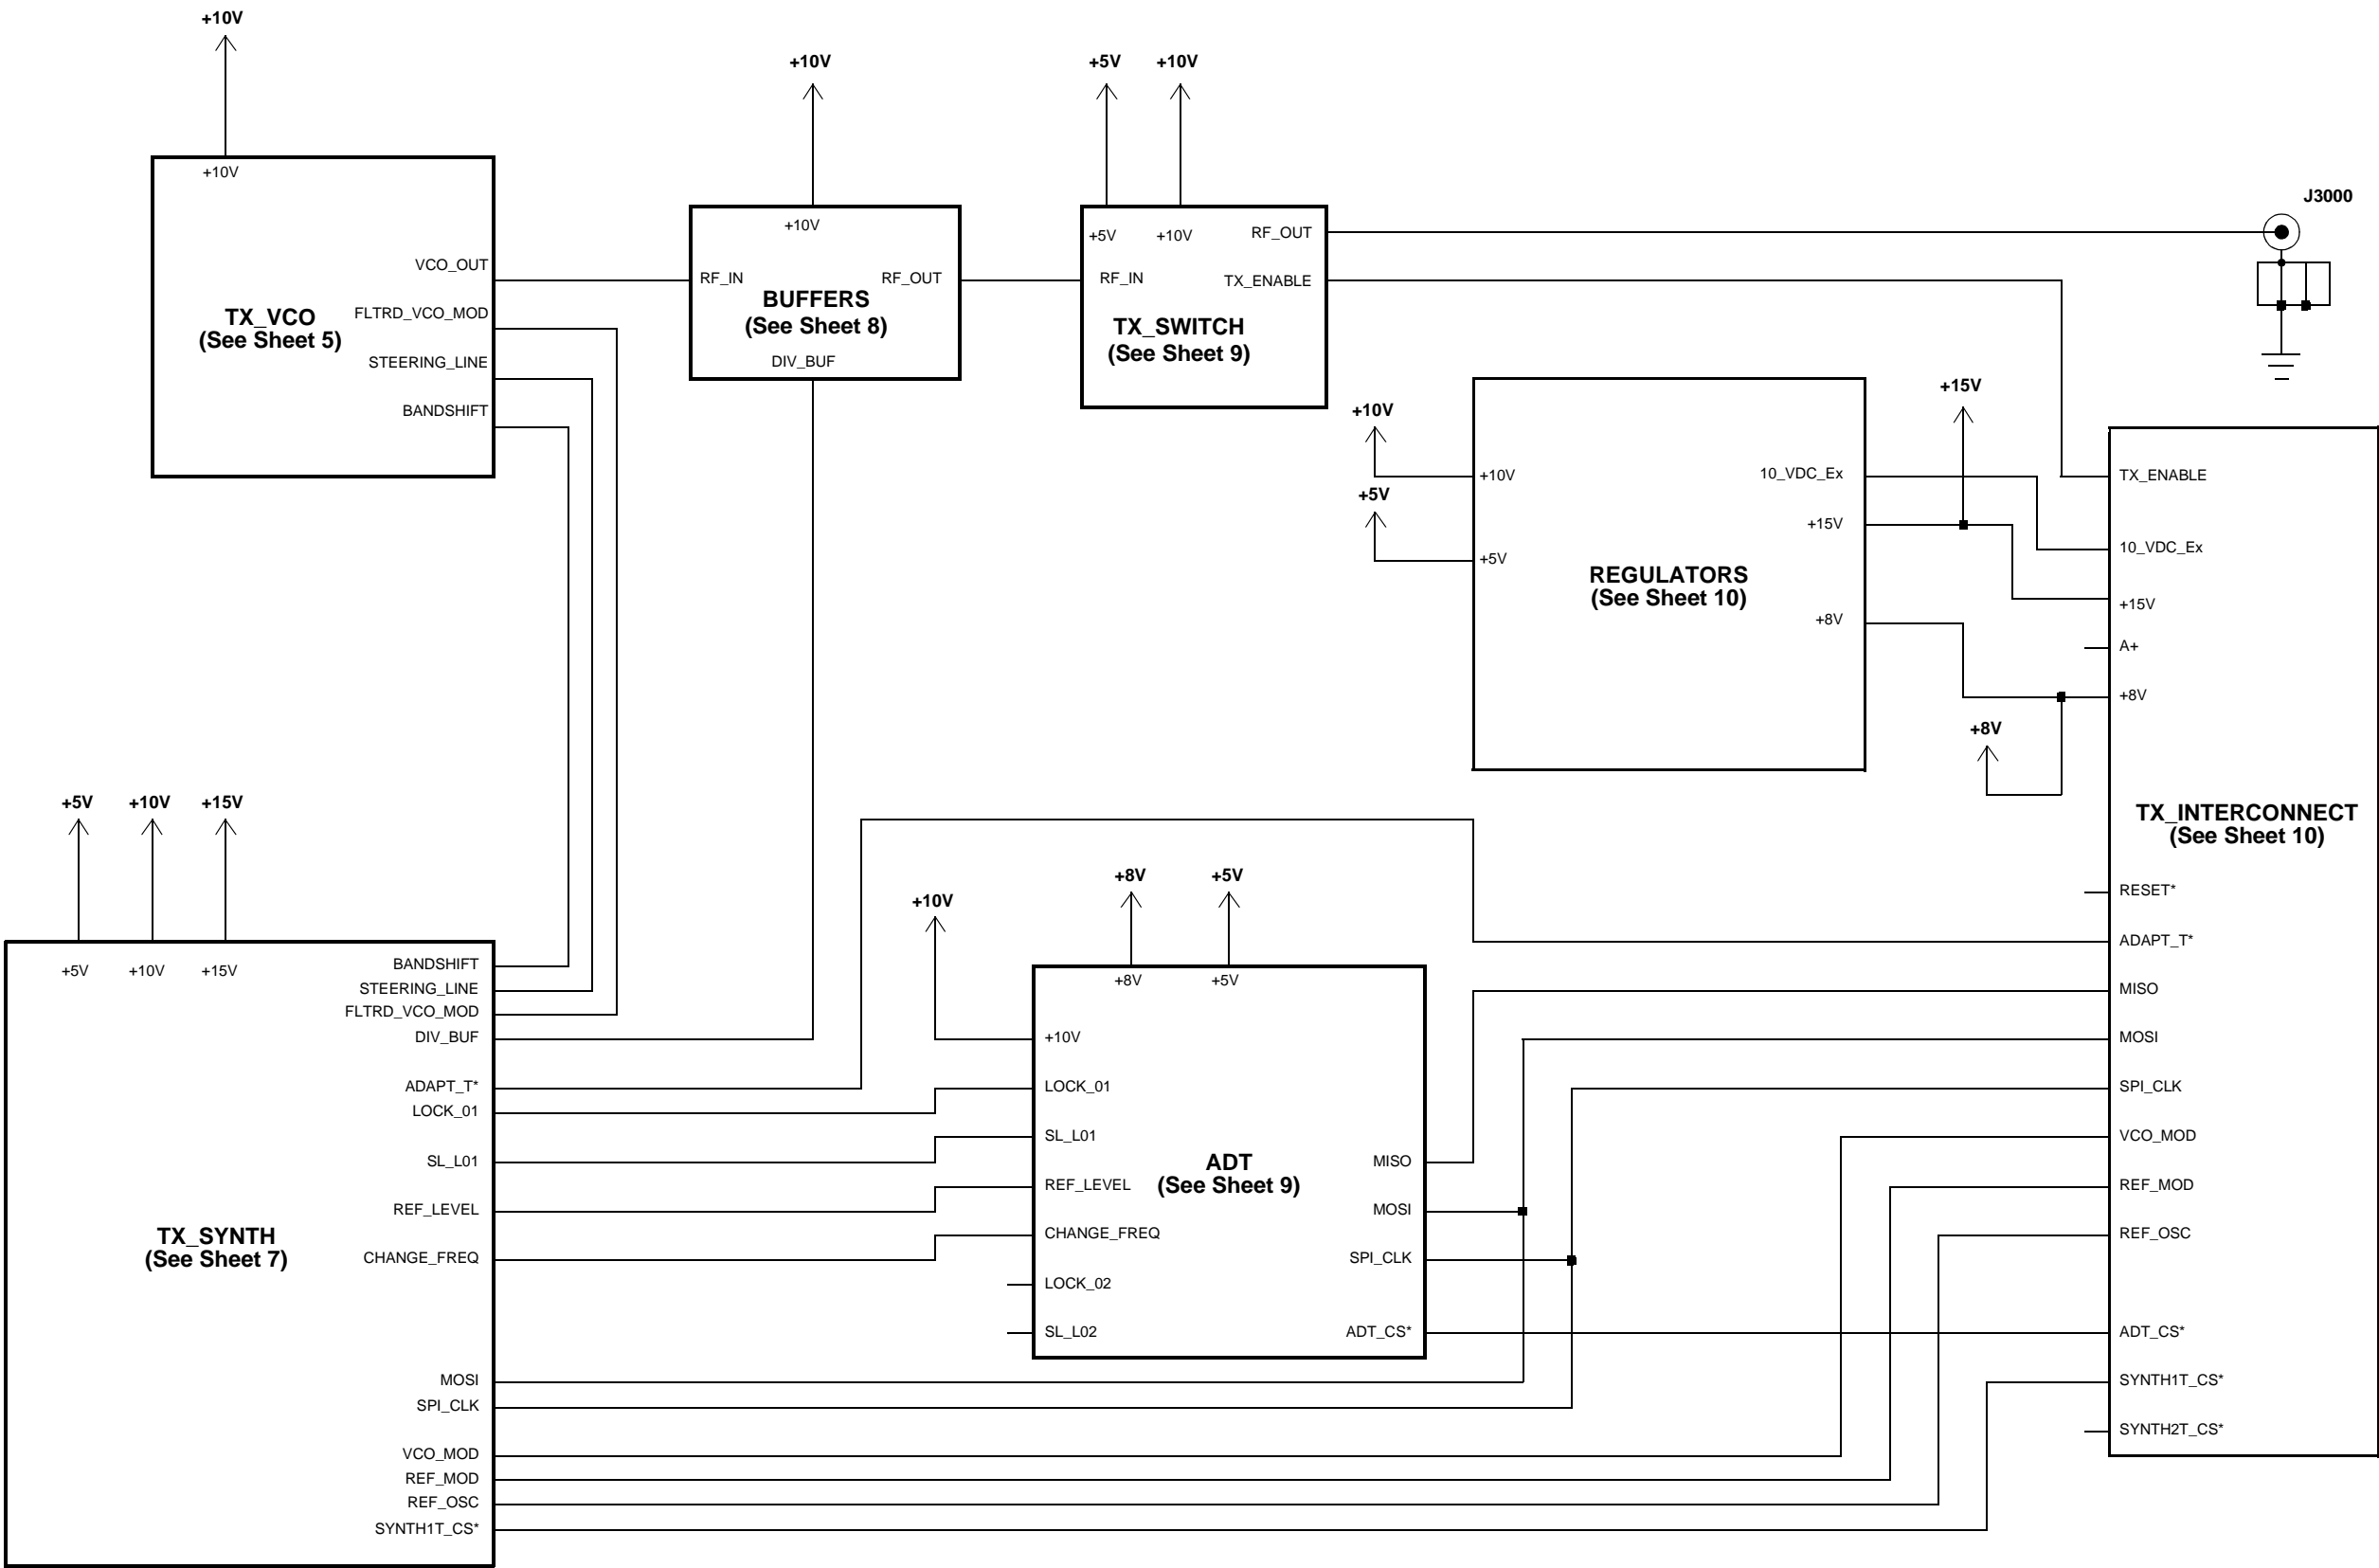 +10V
+10V
TX_VCO
(See Sheet 5)
VCO_OUT
FLTRD_VCO_MOD
STEERING_LINE
BANDSHIFT
+10V
+10V
RF_IN
RF_OUT
BUFFERS
(See Sheet 8)
DIV_BUF
+5V
+10V
+5V
+10V
RF_OUT
RF_IN
TX_ENABLE
TX_SWITCH
(See Sheet 9)
J3000
+10V
+5V
+10V
+5V
REGULATORS
(See Sheet 10)
10_VDC_Ex
+15V
+8V
+15V
+8V
TX_ENABLE
10_VDC_Ex
+15V
A+
+8V
TX_INTERCONNECT
(See Sheet 10)
RESET*
ADAPT_T*
MISO
MOSI
SPI_CLK
VCO_MOD
REF_MOD
REF_OSC
ADT_CS*
SYNTH1T_CS*
SYNTH2T_CS*
+5V
+10V
+15V
+5V
+10V
+15V
TX_SYNTH
(See Sheet 7)
BANDSHIFT
STEERING_LINE
FLTRD_VCO_MOD
DIV_BUF
ADAPT_T*
LOCK_01
SL_L01
REF_LEVEL
CHANGE_FREQ
MOSI
SPI_CLK
VCO_MOD
REF_MOD
REF_OSC
SYNTH1T_CS*
+10V
+8V
+5V
+8V
+5V
+10V
LOCK_01
SL_L01
REF_LEVEL
CHANGE_FREQ
LOCK_02
SL_L02
ADT
(See Sheet 9)
MISO
MOSI
SPI_CLK
ADT_CS*